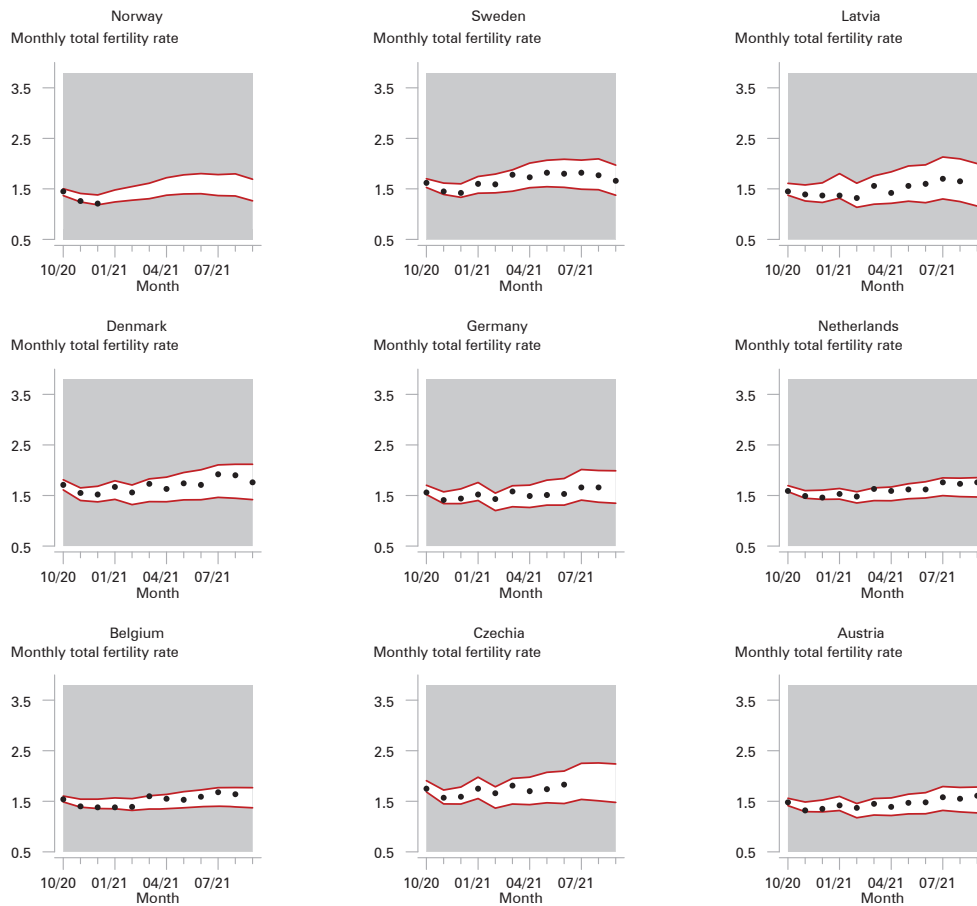 Norway
Monthly total fertility rate
3.5
2.5
1.5
0.5
10/20 01/21 04/21 07/21
Month
Sweden
Monthly total fertility rate
3.5
2.5
1.5
0.5
10/20 01/21 04/21 07/21
Month
Latvia
Monthly total fertility rate
3.5
2.5
1.5
0.5
10/20 01/21 04/21 07/21
Month
Denmark
Monthly total fertility rate
3.5
2.5
1.5
0.5
10/20 01/21 04/21 07/21
Month
Germany
Monthly total fertility rate
3.5
2.5
1.5
0.5
10/20 01/21 04/21 07/21
Month
Netherlands
Monthly total fertility rate
3.5
2.5
1.5
0.5
10/20 01/21 04/21 07/21
Month
Belgium
Monthly total fertility rate
3.5
2.5
1.5
0.5
10/20 01/21 04/21 07/21
Month
Czechia
Monthly total fertility rate
3.5
2.5
1.5
0.5
10/20 01/21 04/21 07/21
Month
Austria
Monthly total fertility rate
3.5
2.5
1.5
0.5
10/20 01/21 04/21 07/21
Month